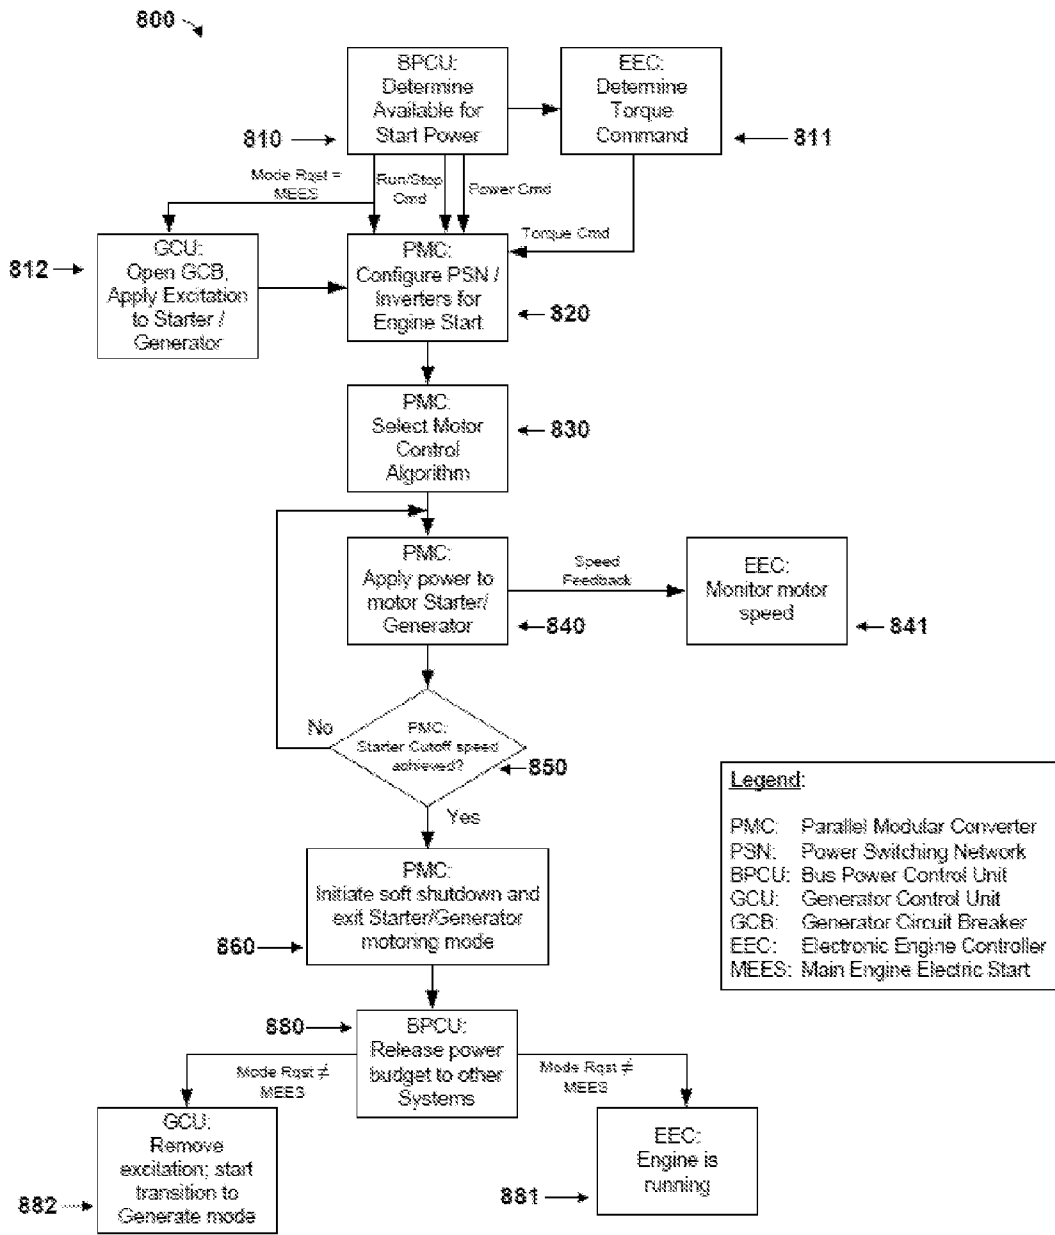 800
BPCU:
Determine
Available for
Start Power
810
EEC:
Determine
Torque
Command
811
Mode Rqst =
MEES
Run/Stop
Cmd
Power Cmd
Torque Cmd
GCU:
Open GCB,
Apply Excitation
to Starter /
Generator
812
PMC:
Configure PSN /
Inverters for
Engine Start
820
PMC:
Select Motor
Control
Algorithm
830
PMC:
Apply power to
motor Starter/
Generator
840
Speed
Feedback
EEC:
Monitor motor
speed
841
No
PMC:
Starter Cutoff speed
achieved?
850
Yes
PMC:
Initiate soft shutdown and
exit Starter/Generator
motoring mode
860
Legend:
PMC: Parallel Modular Converter
PSN: Power Switching Network
BPCU: Bus Power Control Unit
GCU: Generator Control Unit
GCB: Generator Circuit Breaker
EEC: Electronic Engine Controller
MEES: Main Engine Electric Start
880
BPCU:
Release power
budget to other
Systems
Mode Rqst ≠
MEES
Mode Rqst ≠
MEES
GCU:
Remove
excitation; start
transition to
Generate mode
882
EEC:
Engine is
running
881